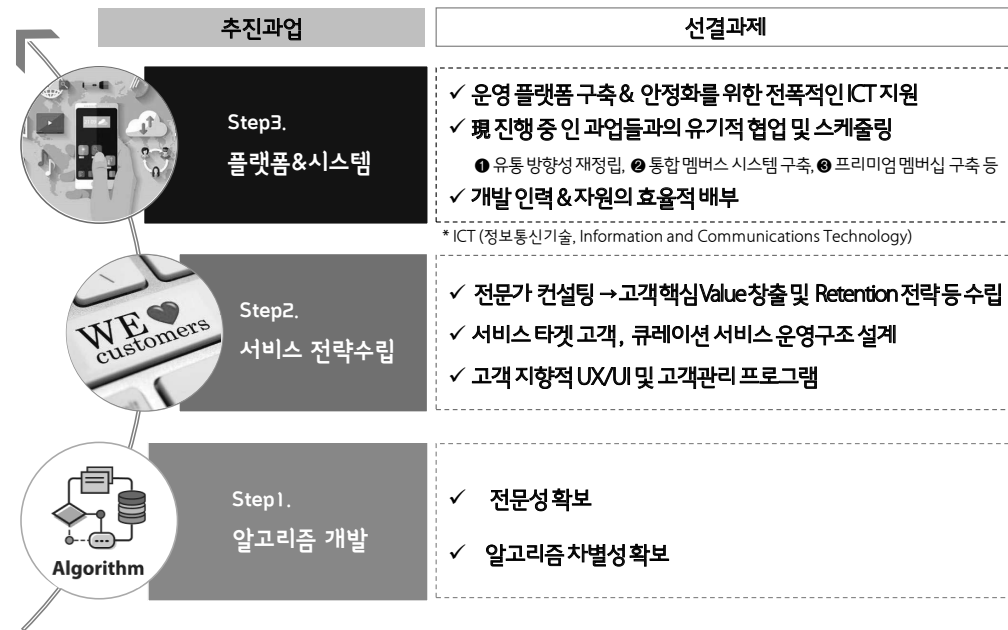 추진과업
선결과제
Step3.
플랫폼&시스템
✓ 운영 플랫폼 구축 & 안정화를 위한 전폭적인 ICT 지원
✓ 現 진행 중 인 과업들과의 유기적 협업 및 스케줄링
❶ 유통 방향성 재정립, ❷ 통합 멤버스 시스템 구축, ❸ 프리미엄 멤버십 구축 등
✓ 개발 인력 & 자원의 효율적 배부
* ICT (정보통신기술, Information and Communications Technology)
WE
customers
Step2.
서비스 전략수립
✓ 전문가 컨설팅 → 고객 핵심 Value 창출 및 Retention 전략 등 수립
✓ 서비스 타겟 고객, 큐레이션 서비스 운영구조 설계
✓ 고객 지향적 UX/UI 및 고객관리 프로그램
Algorithm
Step1.
알고리즘 개발
✓ 전문성 확보
✓ 알고리즘 차별성 확보